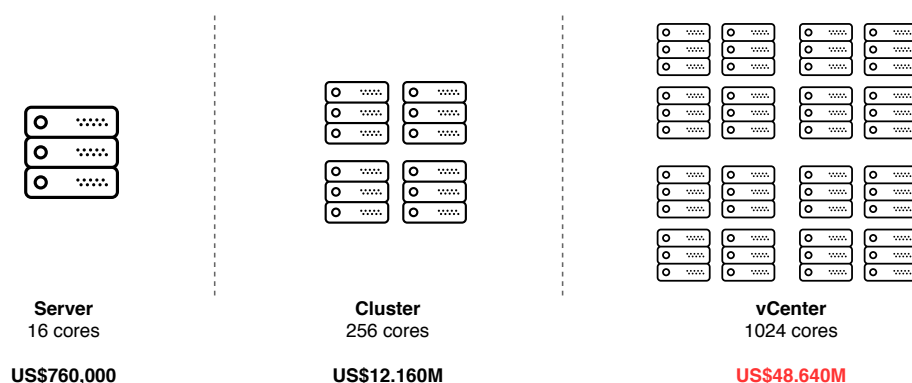 Server
16 cores
US$760,000
Cluster
256 cores
US$12.160M
vCenter
1024 cores
US$48.640M